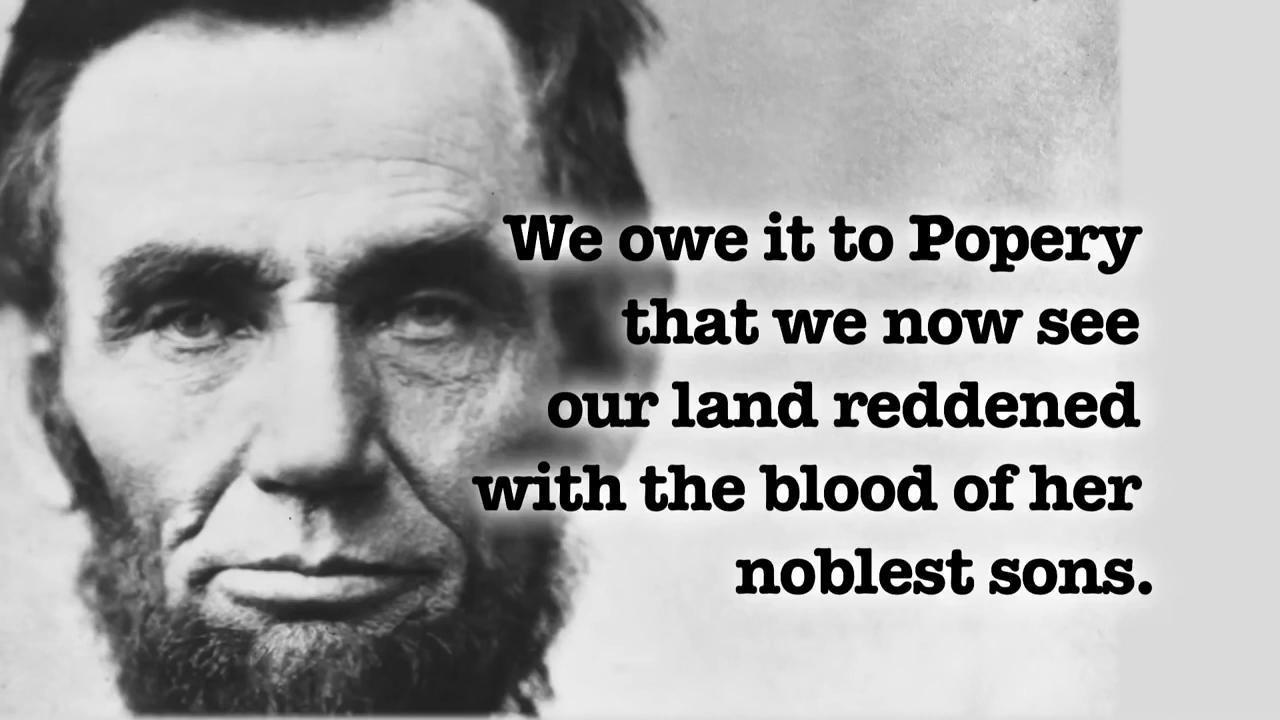 We owe it to Popery
that we now see
our land reddened
with the blood of her
noblest sons.